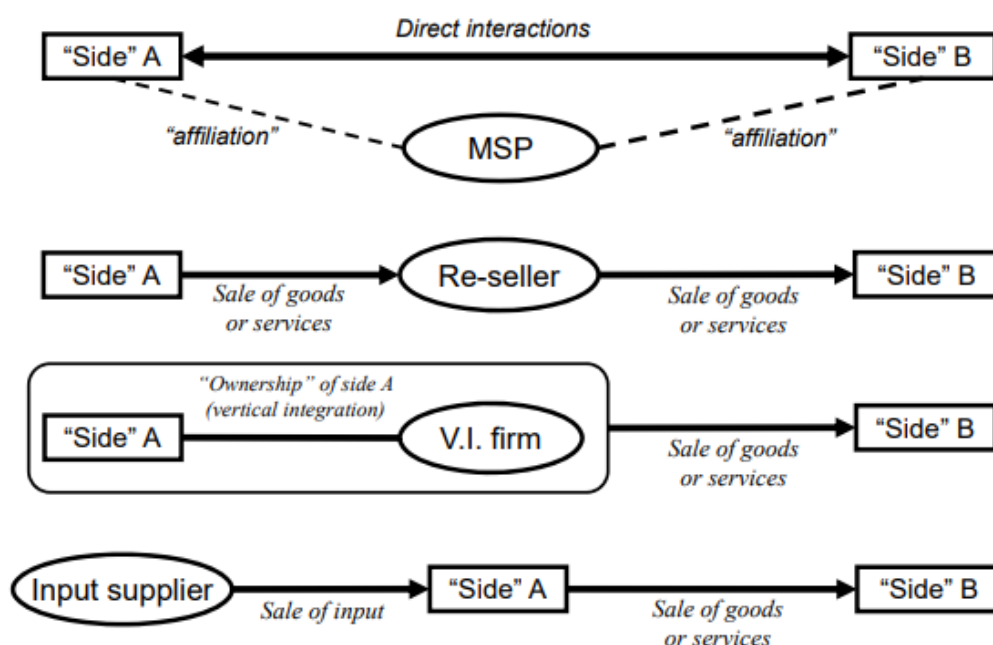 Direct interactions
“Side” A
“Side” B
“affiliation”
MSP
“affiliation”
“Side” A
Re-seller
“Side” B
Sale of goods
or services
Sale of goods
or services
“Ownership” of side A
(vertical integration)
“Side” A
V.I. firm
“Side” B
Sale of goods
or services
Input supplier
“Side” A
“Side” B
Sale of input
Sale of goods
or services